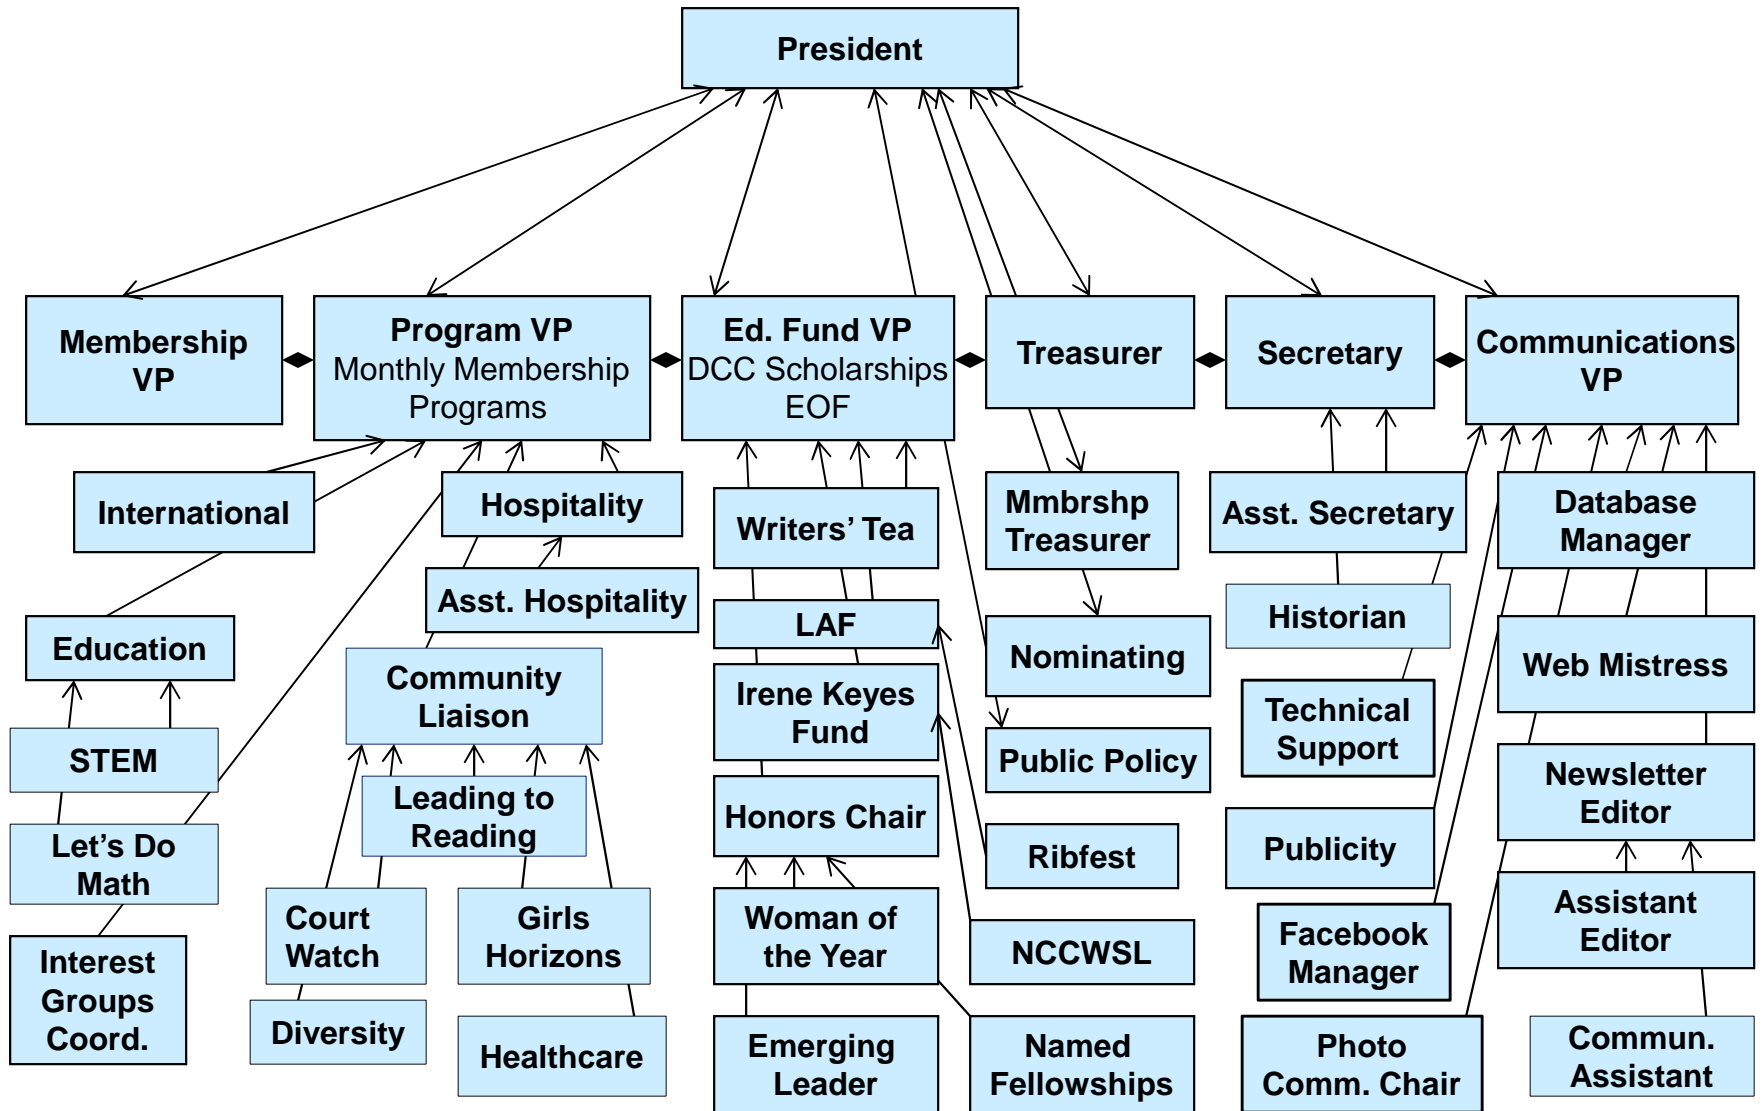 President
Membership
VP
Program VP
Monthly Membership
Programs
Ed. Fund VP
DCC Scholarships
EOF
Treasurer
Secretary
Communications
VP
International
Hospitality
Writers’ Tea
Mmbrshp
Treasurer
Asst. Secretary
Database
Manager
Asst. Hospitality
LAF
Historian
Education
Community
Liaison
Irene Keyes
Fund
Nominating
Technical
Support
Web Mistress
STEM
Leading to
Reading
Honors Chair
Public Policy
Newsletter
Editor
Let’s Do
Math
Ribfest
Publicity
Court
Watch
Girls
Horizons
Woman of
the Year
NCCWSL
Facebook
Manager
Assistant
Editor
Interest
Groups
Coord.
Diversity
Healthcare
Emerging
Leader
Named
Fellowships
Photo
Comm. Chair
Commun.
Assistant